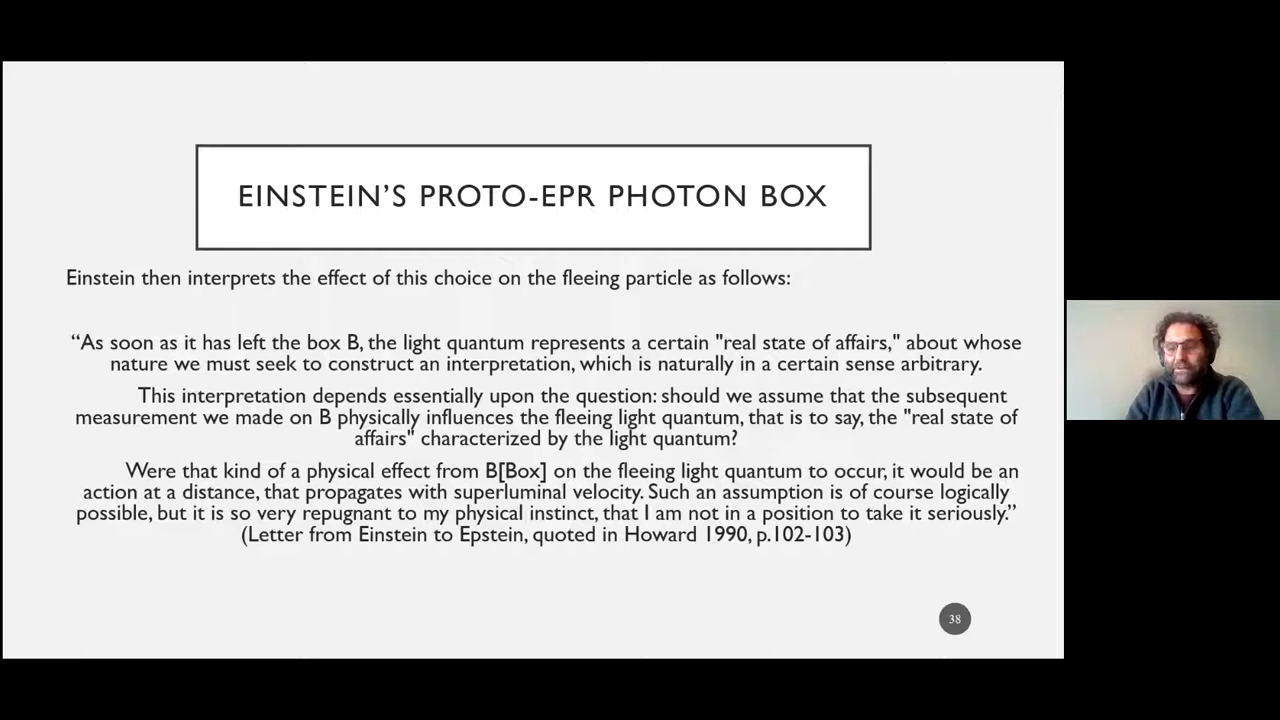 EINSTEIN’S PROTO-EPR PHOTON BOX
Einstein then interprets the effect of this choice on the fleeing particle as follows:
“As soon as it has left the box B, the light quantum represents a certain "real state of affairs," about whose
nature we must seek to construct an interpretation, which is naturally in a certain sense arbitrary.
This interpretation depends essentially upon the question: should we assume that the subsequent
measurement we made on B physically influences the fleeing light quantum, that is to say, the "real state of
affairs" characterized by the light quantum?
Were that kind of a physical effect from B[Box] on the fleeing light quantum to occur, it would be an
action at a distance, that propagates with superluminal velocity. Such an assumption is of course logically
possible, but it is so very repugnant to my physical instinct, that I am not in a position to take it seriously.”
(Letter from Einstein to Epstein, quoted in Howard 1990, p.102-103)
38